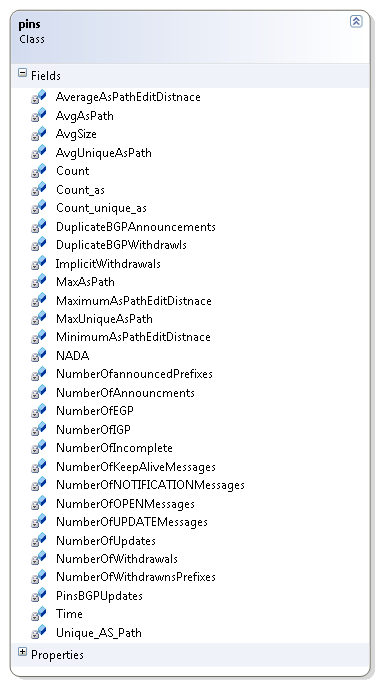 pins
Class
Fields
AverageAsPathEditDistnace
AvgAsPath
AvgSize
AvgUniqueAsPath
Count
Count_as
Count_unique_as
DuplicateBGPAnnouncements
DuplicateBGPWithdrawls
ImplicitWithdrawals
MaxAsPath
MaximumAsPathEditDistnace
MaxUniqueAsPath
MinimumAsPathEditDistnace
NADA
NumberOfannouncedPrefixes
NumberOfAnnouncments
NumberOfEGP
NumberOfIGP
NumberOfIncomplete
NumberOfKeepAliveMessages
NumberOfNOTIFICATIONMessages
NumberOfOPENMessages
NumberOfUPDATEMessages
NumberOfUpdates
NumberOfWithdrawals
NumberOfWithdrawnsPrefixes
PinsBGPUpdates
Time
Unique_AS_Path
Properties